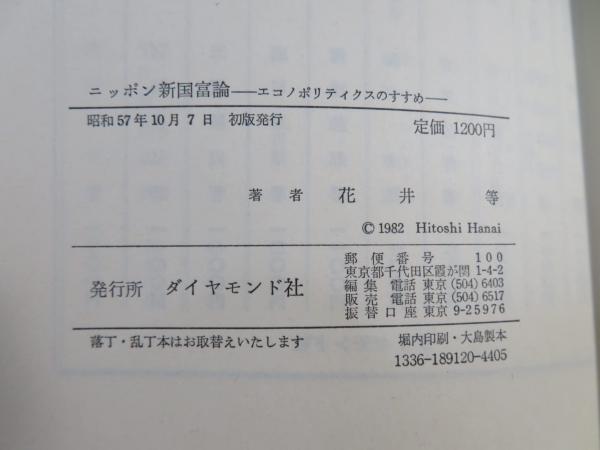 ニッポン新国富論――エコノポリティクスのすすめ――
昭和57年10月7日 初版発行 定価 1200円
著者 花井 等
© 1982 Hitoshi Hanai
発行所 ダイヤモンド社
郵便番号 100
東京都千代田区霞が関 1-4-2
編集 電話 東京 (504) 6403
販売 電話 東京 (504) 6517
振替口座 東京 9-25976
落丁・乱丁本はお取替えいたします 堀内印刷・大島製本
1336-189120-4405